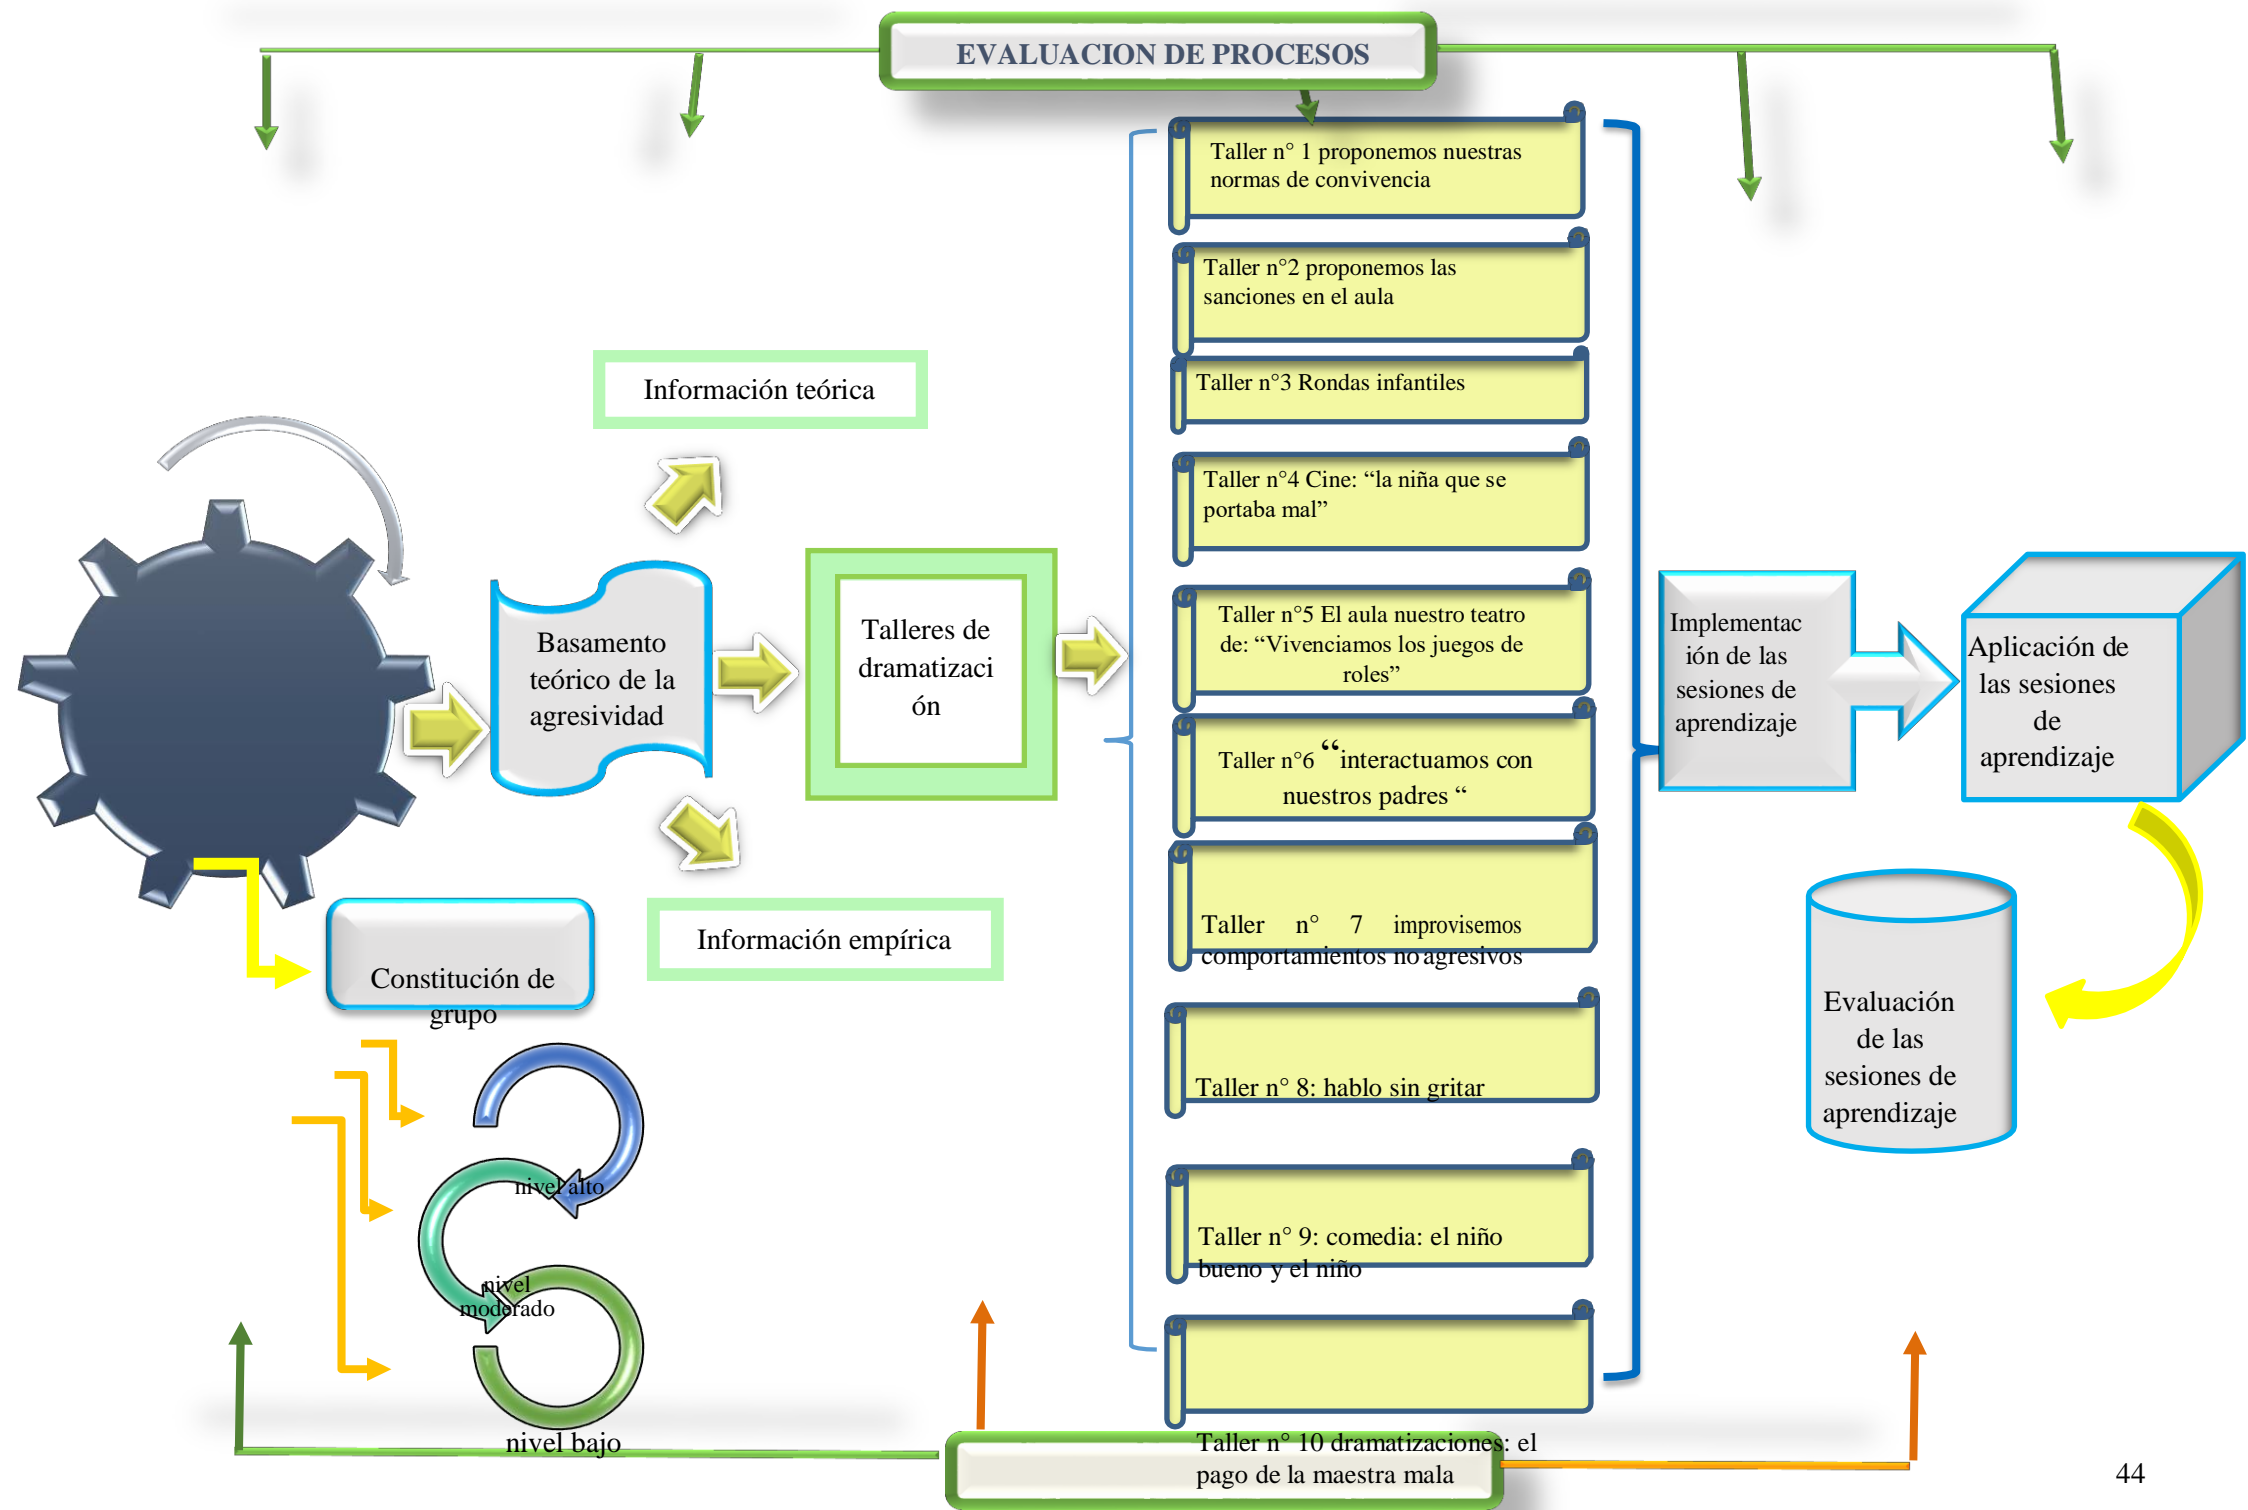 EVALUACION DE PROCESOS
Taller n° 1 proponemos nuestras
normas de convivencia
Taller n°2 proponemos las
sanciones en el aula
Taller n°3 Rondas infantiles
Taller n°4 Cine: “la niña que se
portaba mal”
Taller n°5 El aula nuestro teatro
de: “Vivenciamos los juegos de
roles”
Taller n°6 “interactuamos con
nuestros padres “
Taller n° 7 improvisemos
comportamientos no agresivos
Taller n° 8: hablo sin gritar
Taller n° 9: comedia: el niño
bueno y el niño
Taller n° 10 dramatizaciones: el
pago de la maestra mala
Información teórica
Basamento
teórico de la
agresividad
Información empírica
Talleres de
dramatizaci
ón
Implementac
ión de las
sesiones de
aprendizaje
Aplicación de
las sesiones
de
aprendizaje
Evaluación
de las
sesiones de
aprendizaje
Constitución de
grupo
nivel alto
nivel
moderado
nivel bajo
44